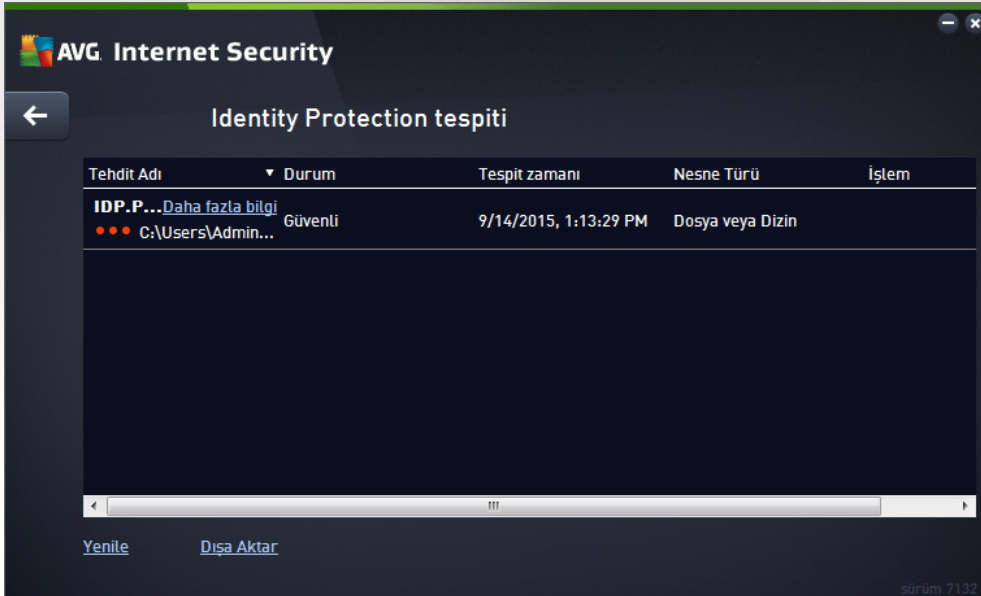 AVG Internet Security
Identity Protection tespiti
Tehdit Adı Durum Tespit zamanı Nesne Türü İşlem
IDP.P...Daha fazla bilgi Güvenli 9/14/2015, 1:13:29 PM Dosya veya Dizin
C:\Users\Admin...
Yenile Dışa Aktar
sürüm 7132